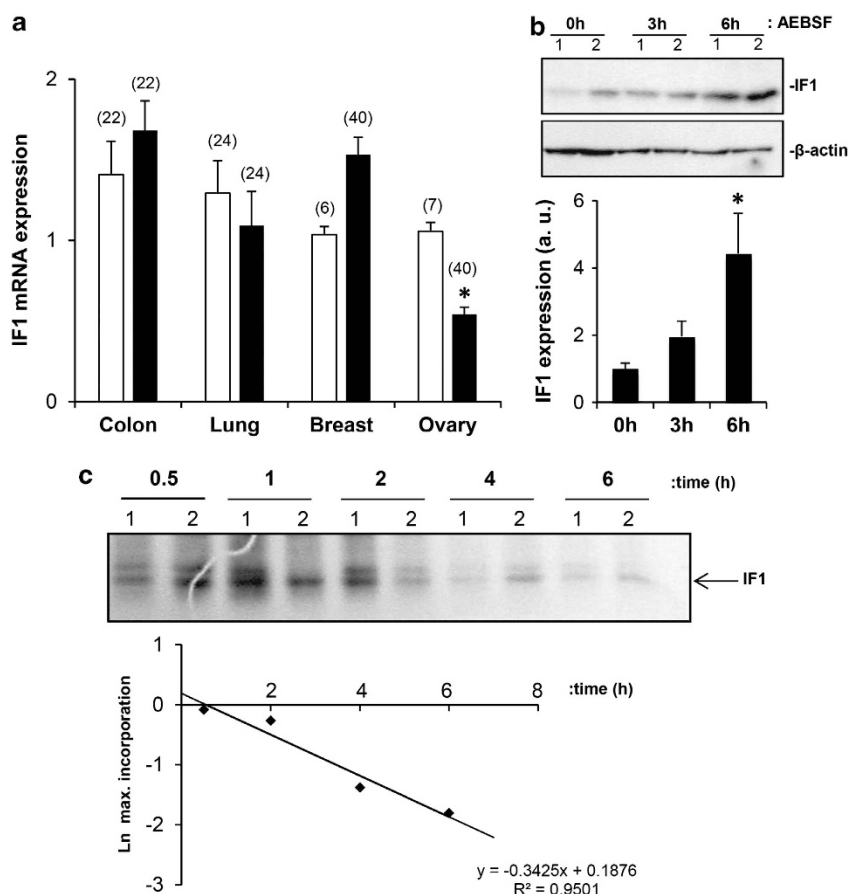 a
IF1 mRNA expression
2
1
0
(22)
(22)
(24)
(24)
(6)
(40)
(7)
(40)
*
Colon Lung Breast Ovary
b
0h 3h 6h : AEBSF
1 2 1 2 1 2
-IF1
-β-actin
IF1 expression (a. u.)
6
4
2
0
*
0h 3h 6h
c
0.5 1 2 4 6 :time (h)
1 2 1 2 1 2 1 2 1 2
IF1
Ln max. incorporation
1
0
-1
-2
-3
2 4 6 8 :time (h)
y = -0.3425x + 0.1876
R² = 0.9501